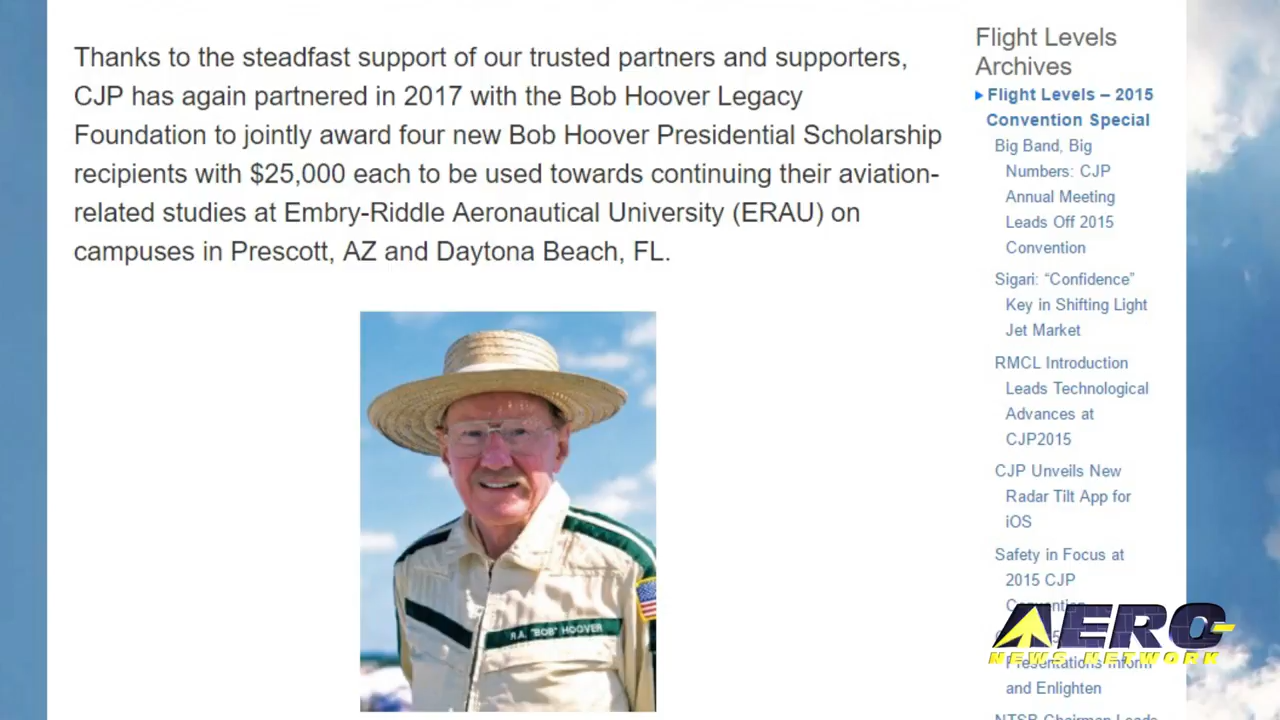 Thanks to the steadfast support of our trusted partners and supporters,
CJP has again partnered in 2017 with the Bob Hoover Legacy
Foundation to jointly award four new Bob Hoover Presidential Scholarship
recipients with $25,000 each to be used towards continuing their aviation-
related studies at Embry-Riddle Aeronautical University (ERAU) on
campuses in Prescott, AZ and Daytona Beach, FL.
R.A. "BOB" HOOVER
Flight Levels
Archives
Flight Levels – 2015
Convention Special
Big Band, Big
Numbers: CJP
Annual Meeting
Leads Off 2015
Convention
Sigari: “Confidence”
Key in Shifting Light
Jet Market
RMCL Introduction
Leads Technological
Advances at
CJP2015
CJP Unveils New
Radar Tilt App for
iOS
Safety in Focus at
2015 CJP
Convention
Presentations Inform
and Enlighten
NTSB Chairman Leads
AERO
NEWS NETWORK